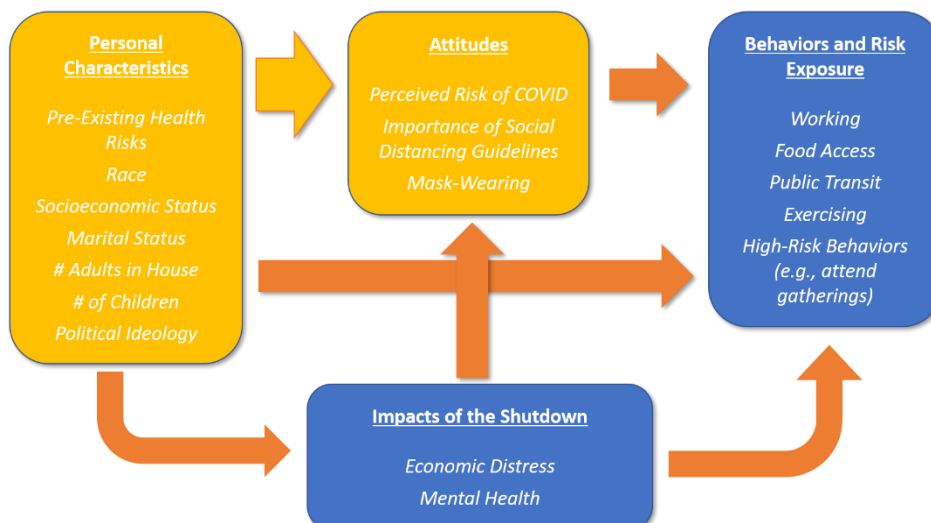 Personal
Characteristics
Pre-Existing Health
Risks
Race
Socioeconomic Status
Marital Status
# Adults in House
# of Children
Political Ideology
Attitudes
Perceived Risk of COVID
Importance of Social
Distancing Guidelines
Mask-Wearing
Behaviors and Risk
Exposure
Working
Food Access
Public Transit
Exercising
High-Risk Behaviors
(e.g., attend
gatherings)
Impacts of the Shutdown
Economic Distress
Mental Health